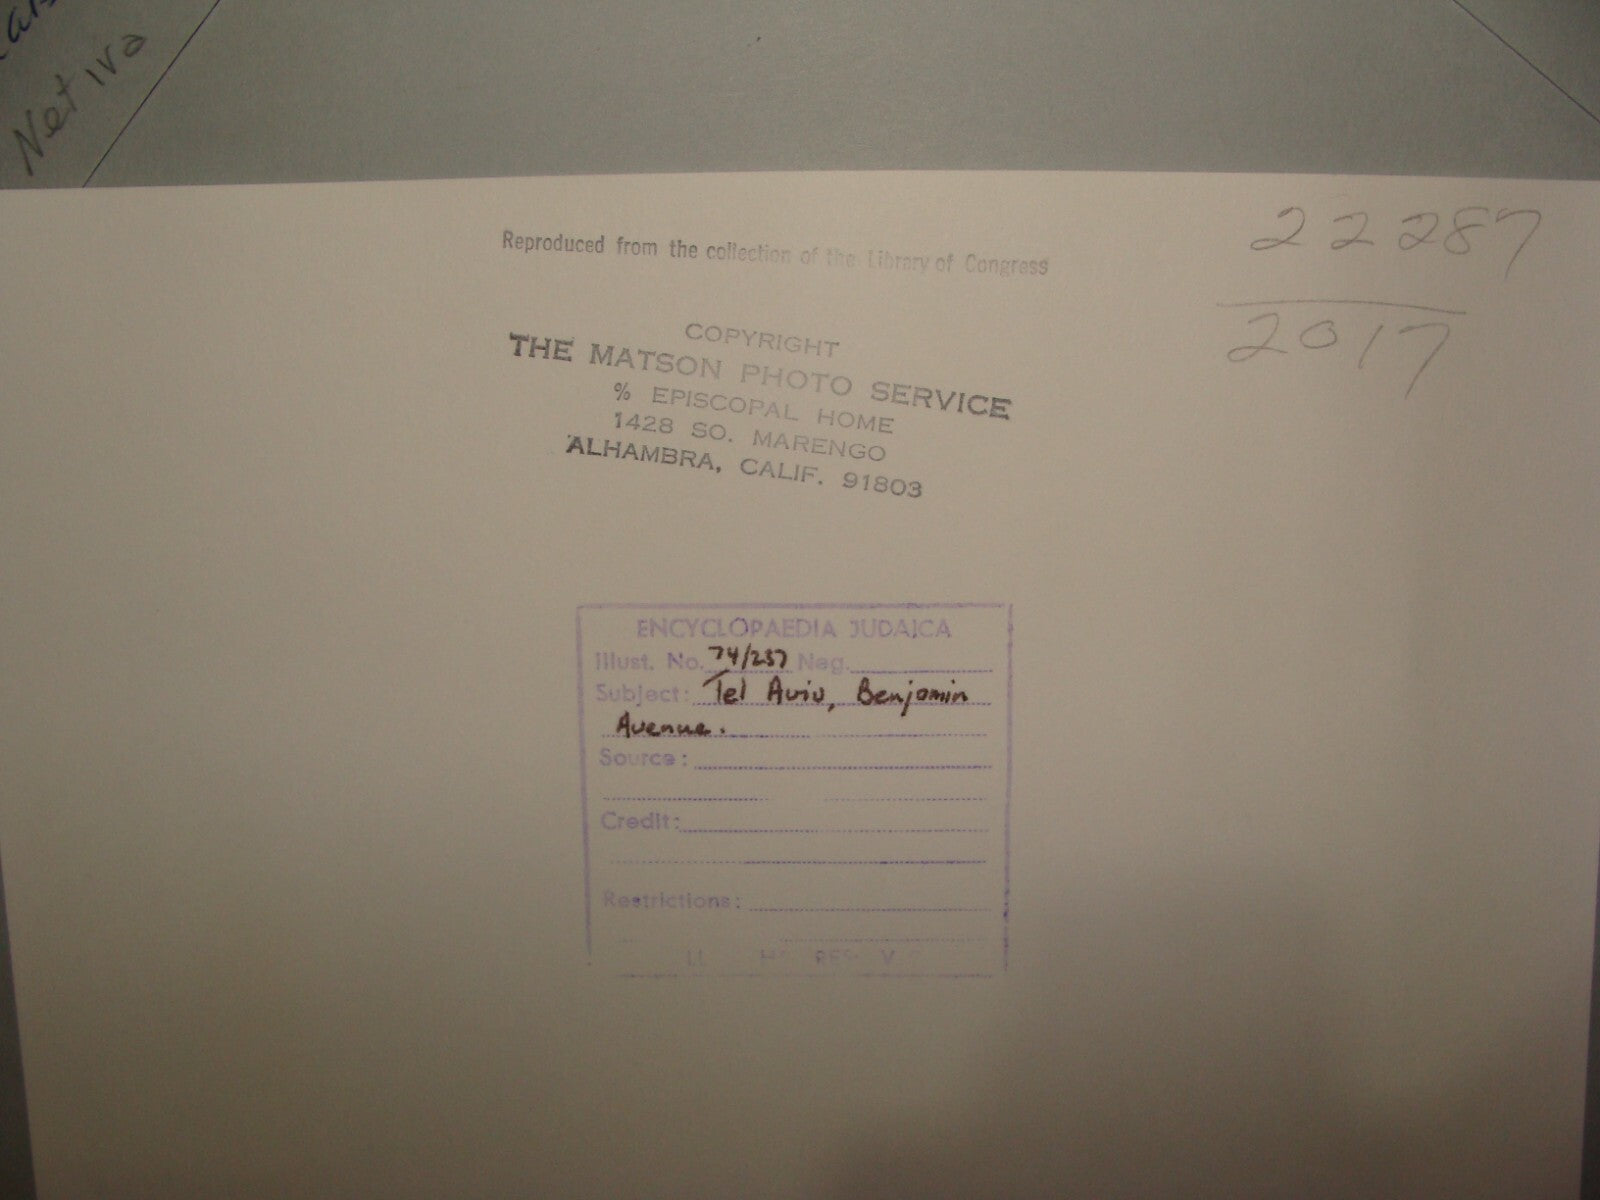 Netiva
22287
2017
Reproduced from the collection of the Library of Congress
COPYRIGHT
THE MATSON PHOTO SERVICE
% EPISCOPAL HOME
1428 SO. MARENGO
ALHAMBRA, CALIF. 91803
ENCYCLOPAEDIA JUDAICA
Illust. No. 74/257 Neg.
Subject: Tel Aviv, Benjamin
Avenue.
Source:
Credit:
Restrictions: